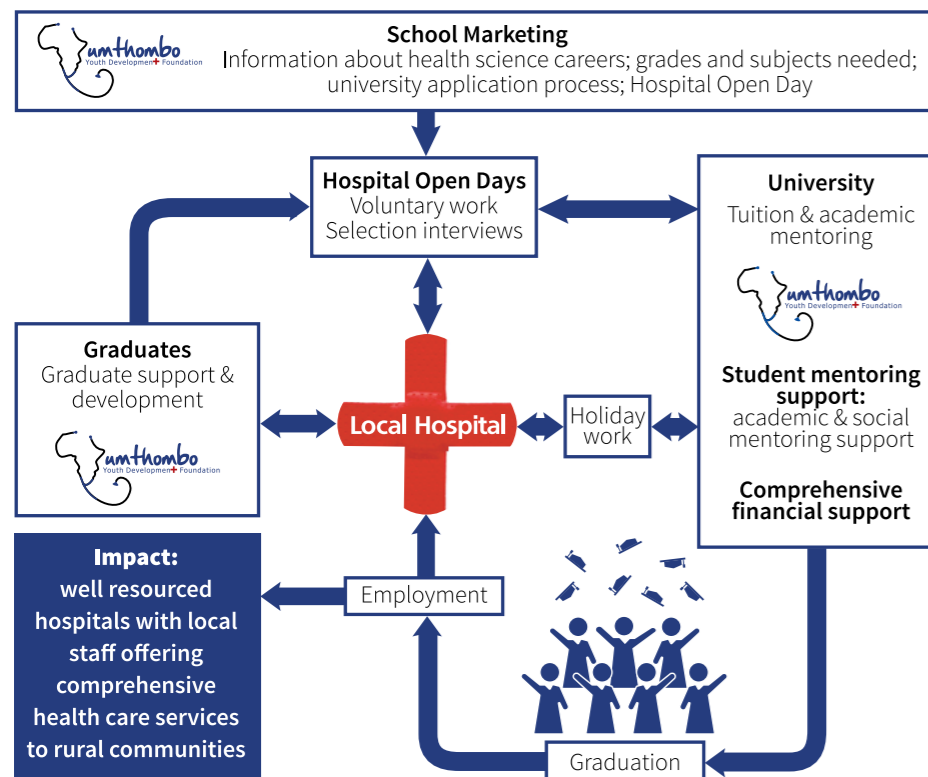 umthombo
Youth Development Foundation
School Marketing
Information about health science careers; grades and subjects needed;
university application process; Hospital Open Day
Hospital Open Days
Voluntary work
Selection interviews
University
Tuition & academic
mentoring
umthombo
Youth Development Foundation
Student mentoring
support:
academic & social
mentoring support
Comprehensive
financial support
Graduates
Graduate support &
development
umthombo
Youth Development Foundation
Local Hospital
Holiday
work
Impact:
well resourced
hospitals with local
staff offering
comprehensive
health care services
to rural communities
Employment
Graduation